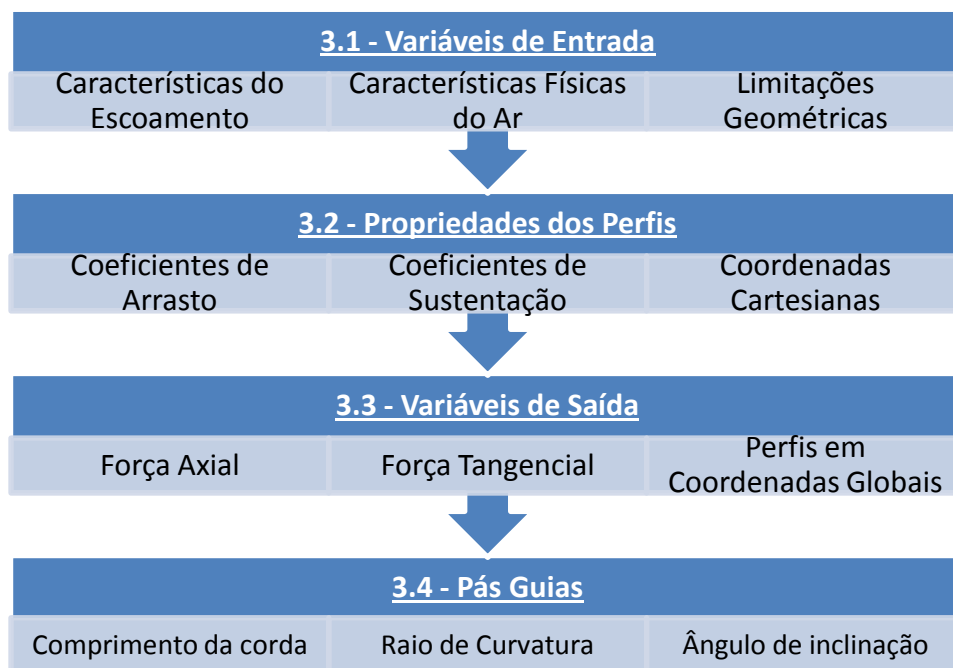 3.1 - Variáveis de Entrada
Características do
Escoamento
Características Físicas
do Ar
Limitações
Geométricas
3.2 - Propriedades dos Perfis
Coeficientes de
Arrasto
Coeficientes de
Sustentação
Coordenadas
Cartesianas
3.3 - Variáveis de Saída
Força Axial
Força Tangencial
Perfis em
Coordenadas Globais
3.4 - Pás Guias
Comprimento da corda
Raio de Curvatura
Ângulo de inclinação